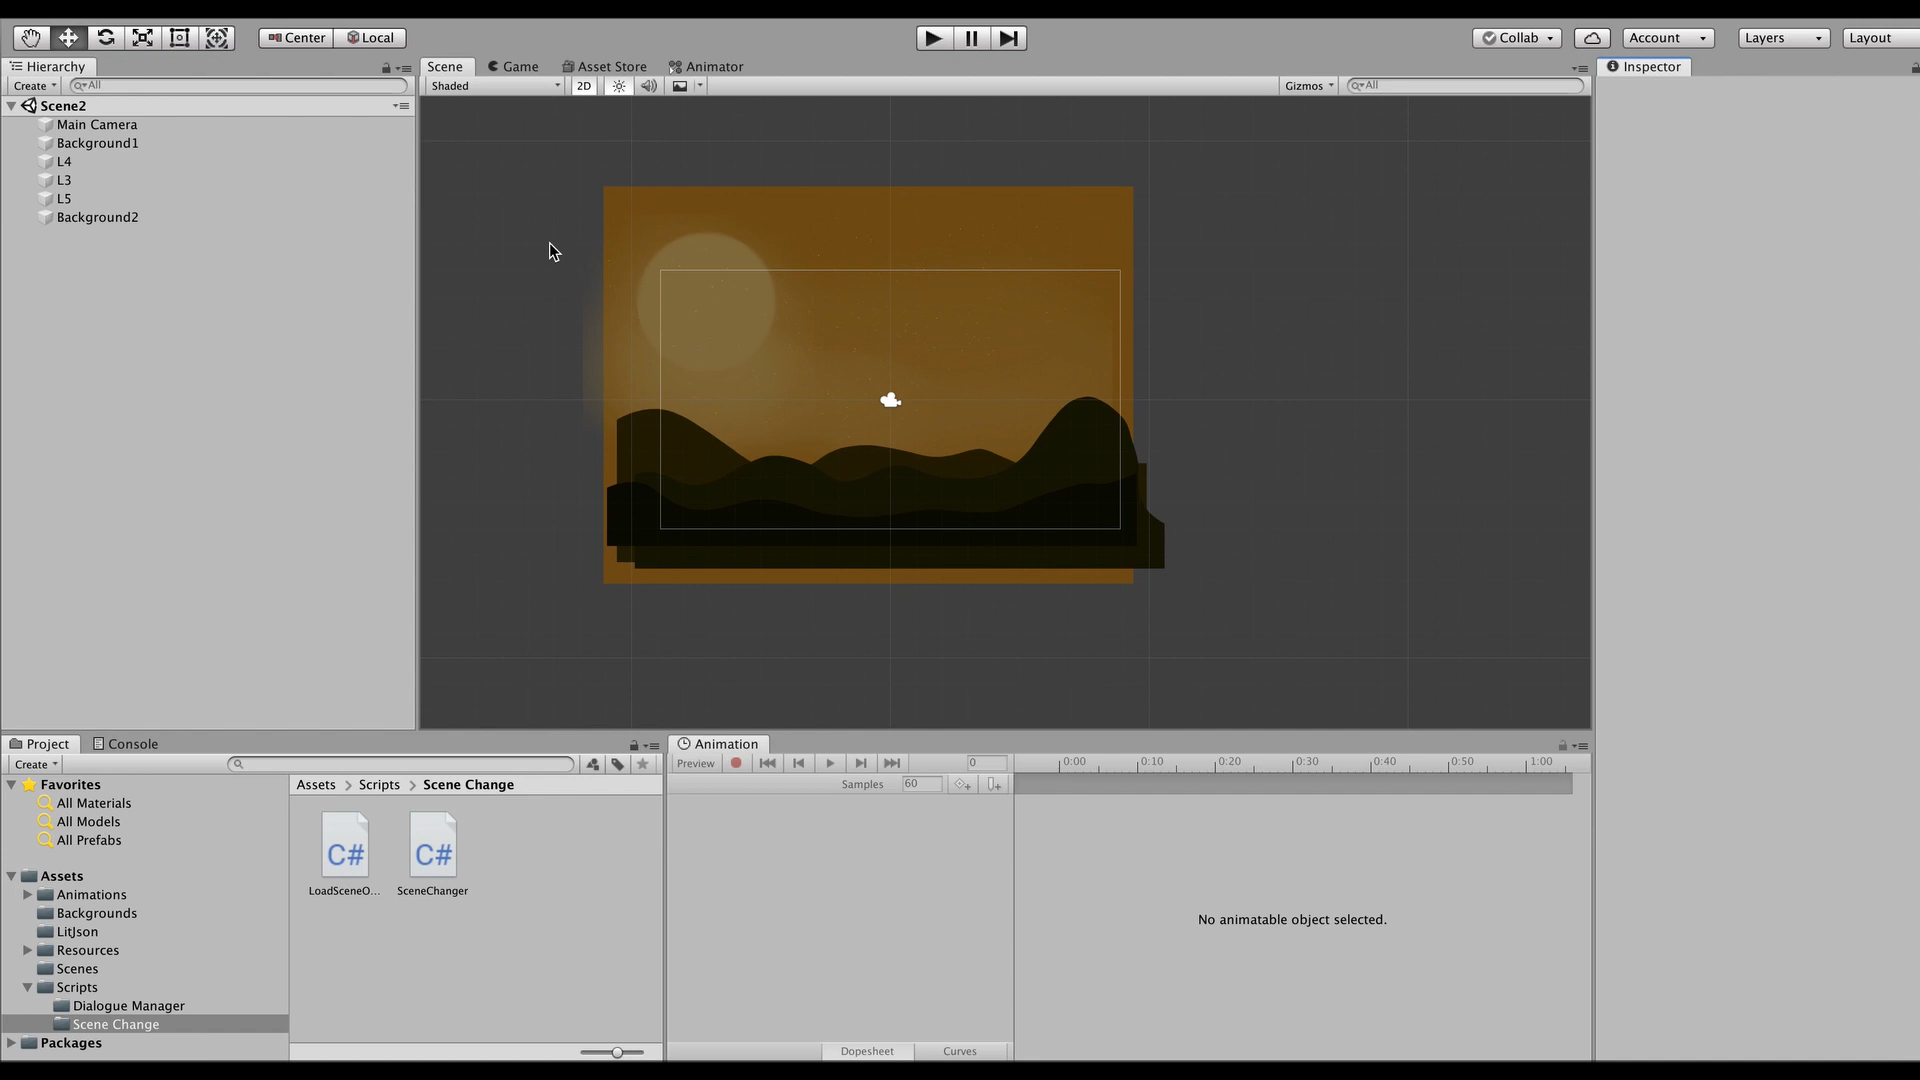 Center Local Collab Account Layers Layout
Hierarchy Scene Game Asset Store Animator Inspector
Create All Shaded 2D Gizmos All
Scene2
Main Camera
Background1
L4
L3
L5
Background2
Project Console Animation
Create Preview 0 0:00 0:10 0:20 0:30 0:40 0:50 1:00
Favorites Assets > Scripts > Scene Change Samples 60
All Materials
All Models
All Prefabs
C# C#
Assets LoadSceneO... SceneChanger
Animations
Backgrounds No animatable object selected.
LitJson
Resources
Scenes
Scripts
Dialogue Manager
Scene Change
Packages Dopesheet Curves